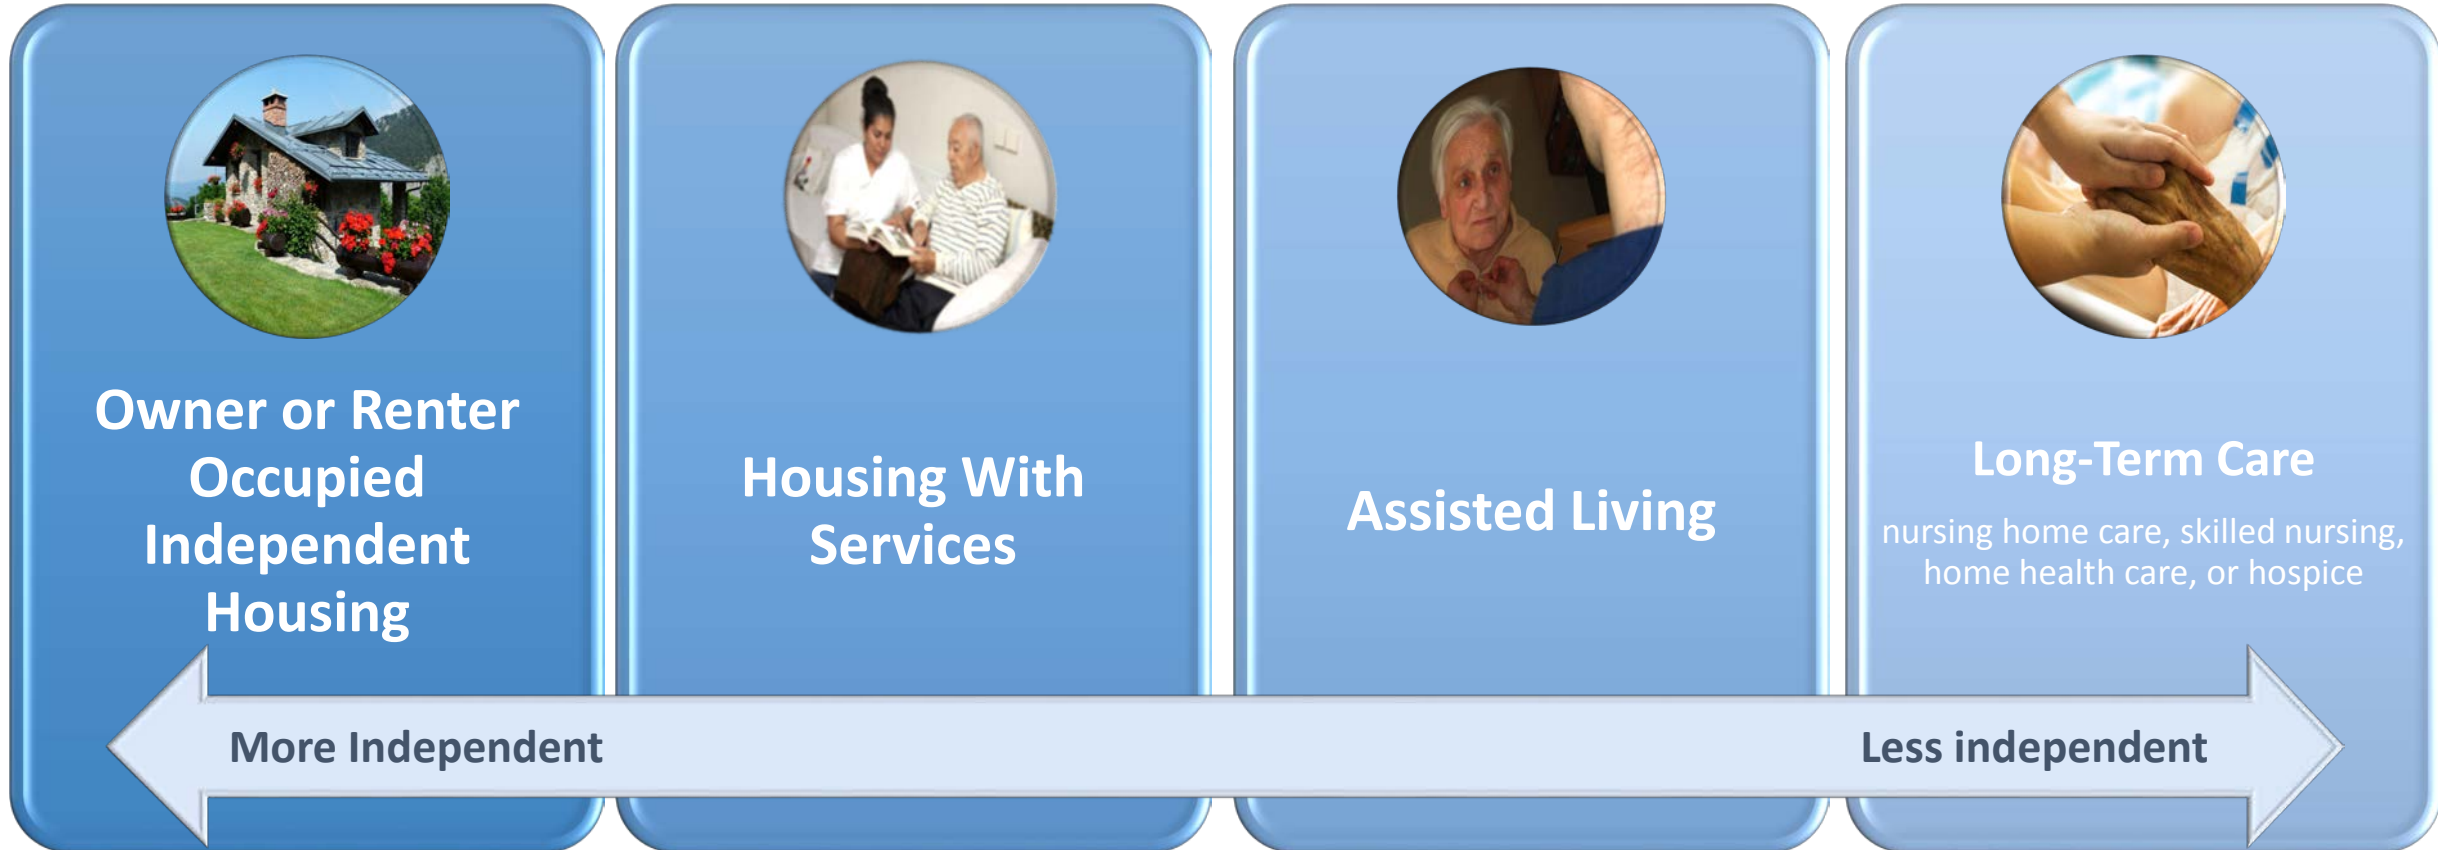 Owner or Renter
Occupied
Independent
Housing
Housing With
Services
Assisted Living
Long-Term Care
nursing home care, skilled nursing,
home health care, or hospice
More Independent
Less independent